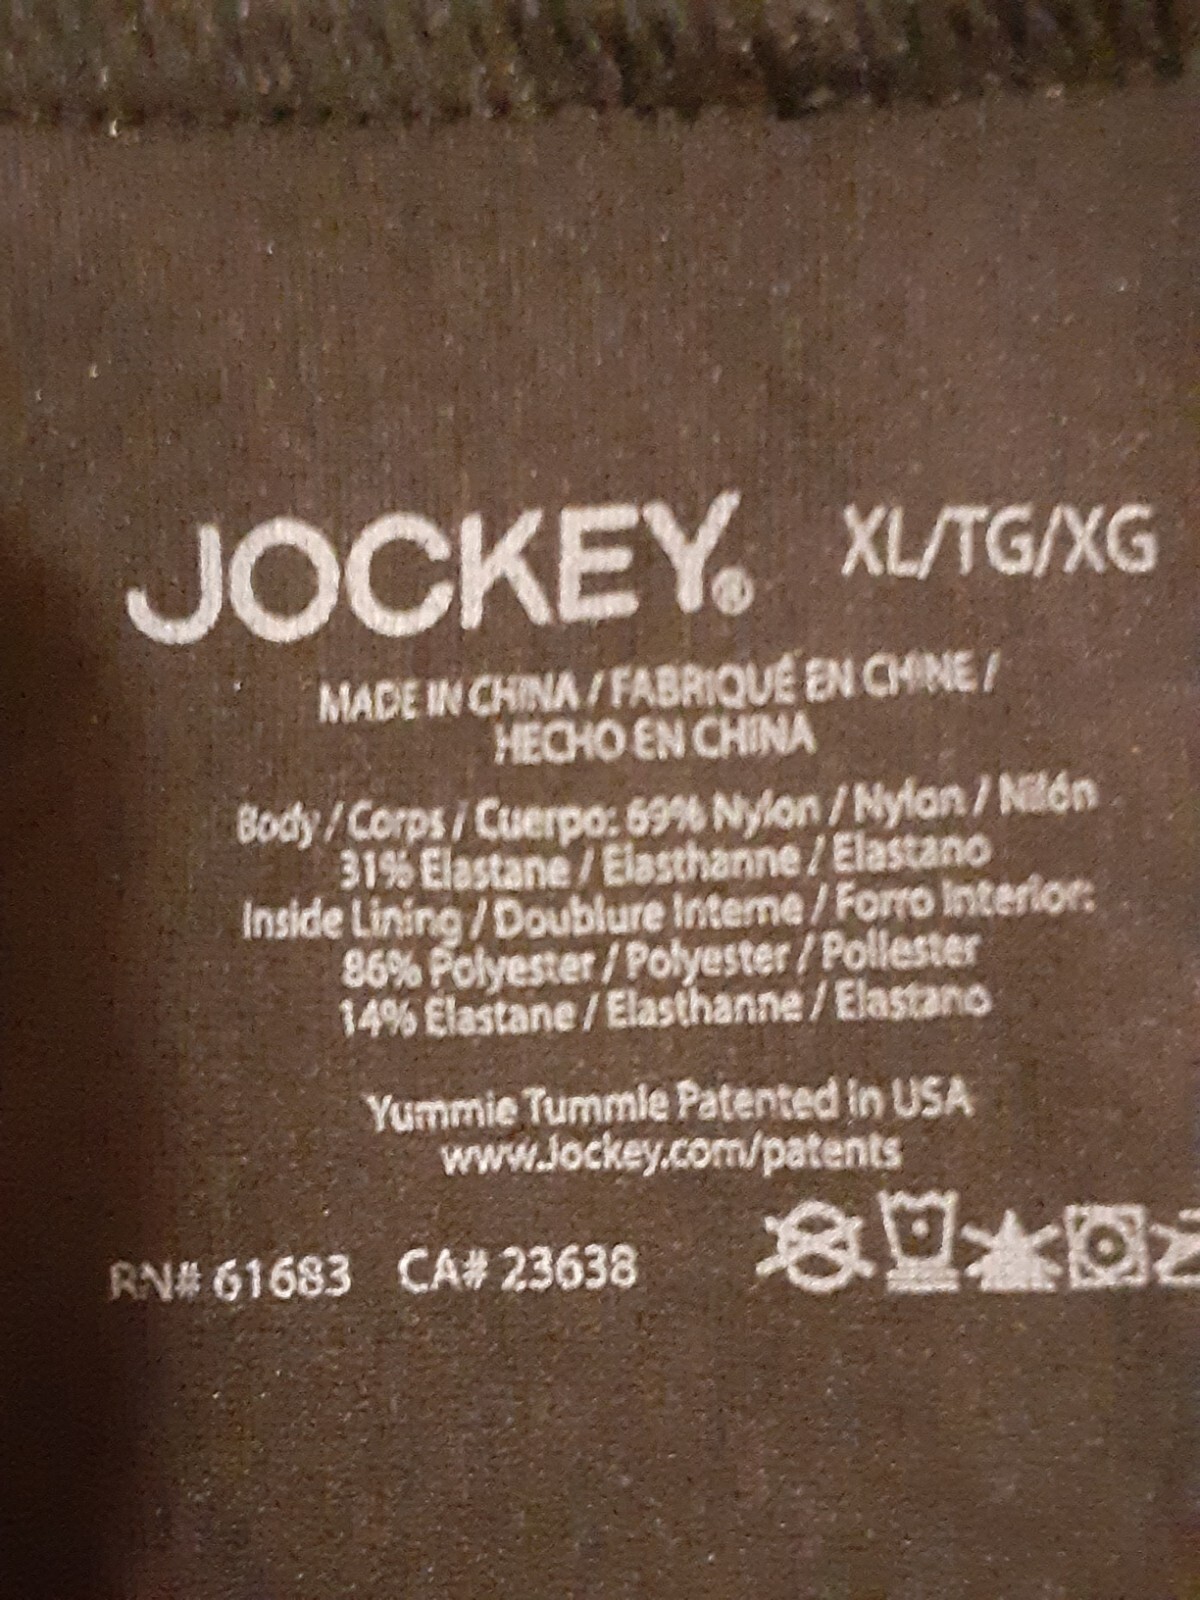 JOCKEY® XL/TG/XG
MADE IN CHINA / FABRIQUÉ EN CHINE /
HECHO EN CHINA
Body / Corps / Cuerpo: 69% Nylon / Nylon / Nilón
31% Elastane / Elasthanne / Elastano
Inside Lining / Doublure Interne / Forro Interior:
86% Polyester / Polyester / Poliester
14% Elastane / Elasthanne / Elastano
Yummie Tummie Patented in USA
www.Jockey.com/patents
RN# 61683 CA# 23638